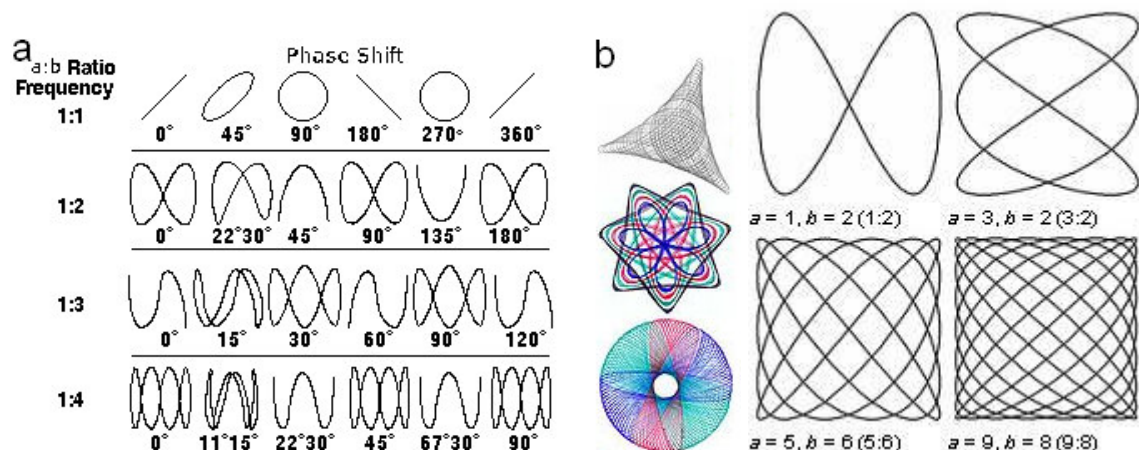 a
Phase Shift
a:b Ratio
Frequency
1:1
0° 45° 90° 180° 270° 360°
1:2
0° 22°30° 45° 90° 135° 180°
1:3
0° 15° 30° 60° 90° 120°
1:4
0° 11°15° 22°30° 45° 67°30° 90°
b
a = 1, b = 2 (1:2)
a = 3, b = 2 (3:2)
a = 5, b = 6 (5:6)
a = 9, b = 8 (9:8)